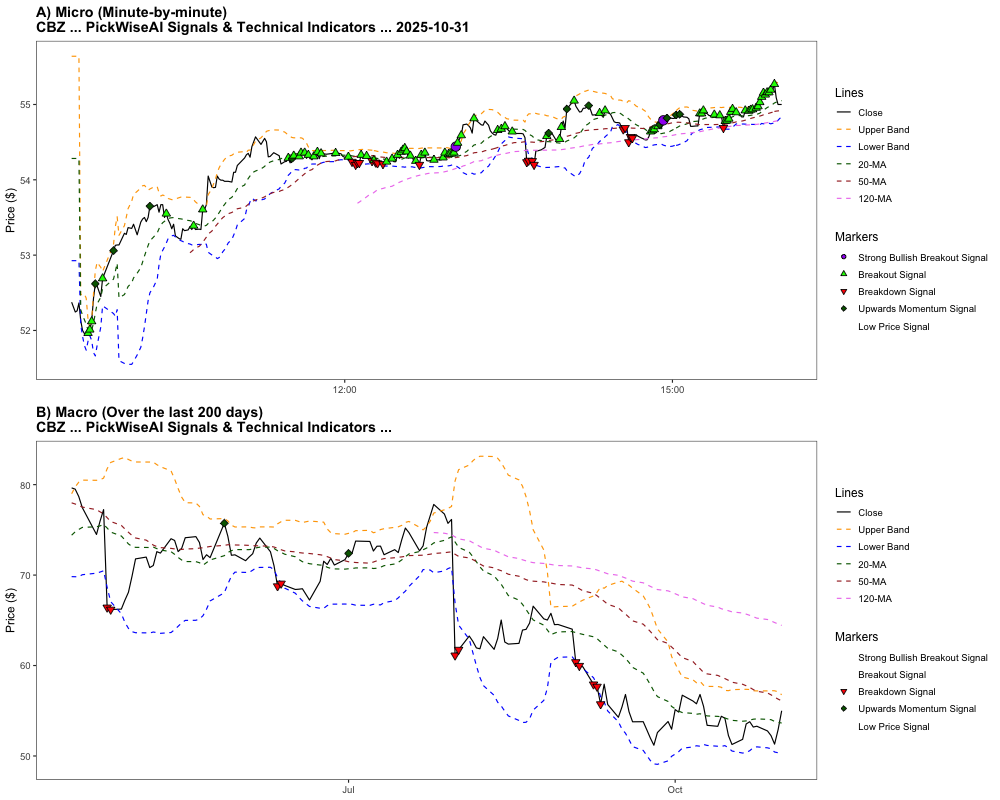 A) Micro (Minute-by-minute)
CBZ ... PickWiseAI Signals & Technical Indicators ... 2025-10-31
Price ($)
55
54
53
52
12:00
15:00
Lines
Close
Upper Band
Lower Band
20-MA
50-MA
120-MA
Markers
Strong Bullish Breakout Signal
Breakout Signal
Breakdown Signal
Upwards Momentum Signal
Low Price Signal
B) Macro (Over the last 200 days)
CBZ ... PickWiseAI Signals & Technical Indicators ...
Price ($)
80
70
60
50
Jul
Oct
Lines
Close
Upper Band
Lower Band
20-MA
50-MA
120-MA
Markers
Strong Bullish Breakout Signal
Breakout Signal
Breakdown Signal
Upwards Momentum Signal
Low Price Signal